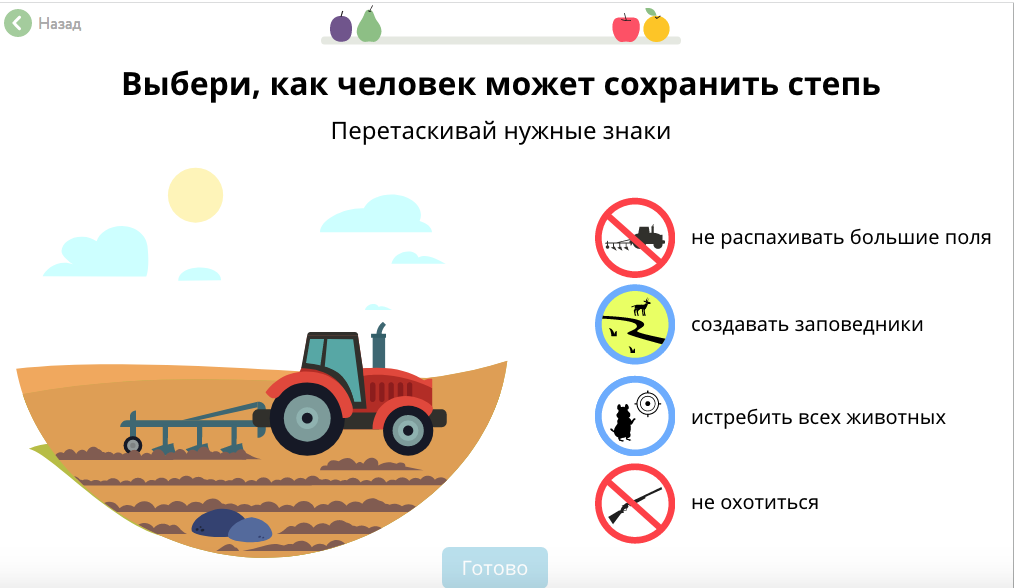 Назад
Выбери, как человек может сохранить степь
Перетаскивай нужные знаки
не распахивать большие поля
создавать заповедники
истребить всех животных
не охотиться
Готово